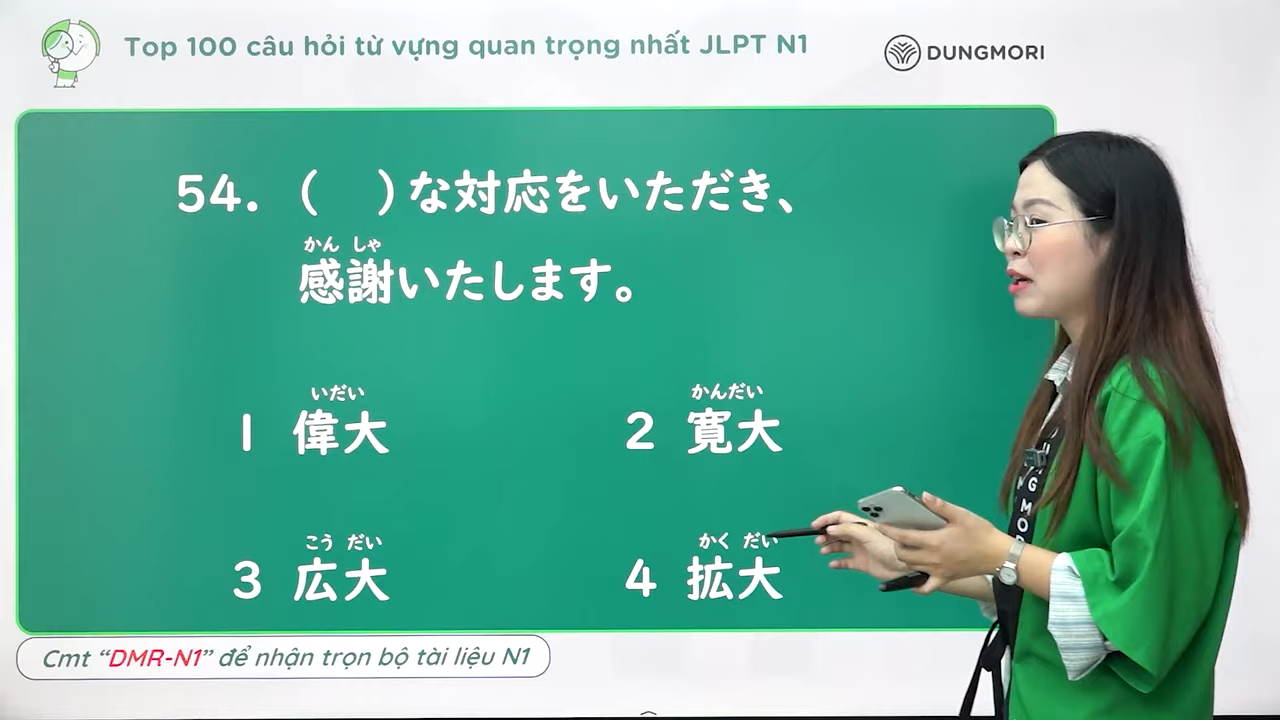 Top 100 câu hỏi từ vựng quan trọng nhất JLPT N1
DUNGMORI
54. ( )な対応をいただき、
かん しゃ
感謝いたします。
いだい
1 偉大
かんだい
2 寛大
こう だい
3 広大
かく だい
4 拡大
Cmt “DMR-N1” để nhận trọn bộ tài liệu N1